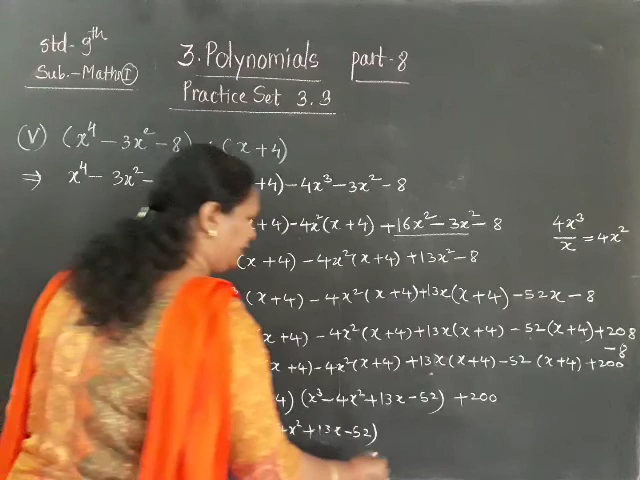 Std- 9th
3. Polynomials part-8
Sub.-Maths I
Practice Set 3.3
(V) (x⁴ - 3x² - 8) ÷ (x + 4)
⇒ x⁴ - 3x² - +4) - 4x³ - 3x² - 8
x + 4) - 4x²(x + 4) + 16x² - 3x² - 8 4x³/x = 4x²
(x + 4) - 4x²(x + 4) + 13x² - 8
³(x + 4) - 4x²(x + 4) + 13x(x + 4) - 52x - 8
x + 4) - 4x²(x + 4) + 13x(x + 4) - 52(x + 4) + 208
- 8
x + 4) - 4x²(x + 4) + 13x(x + 4) - 52(x + 4) + 200
4) (x³ - 4x² + 13x - 52) + 200
x² + 13x - 52)